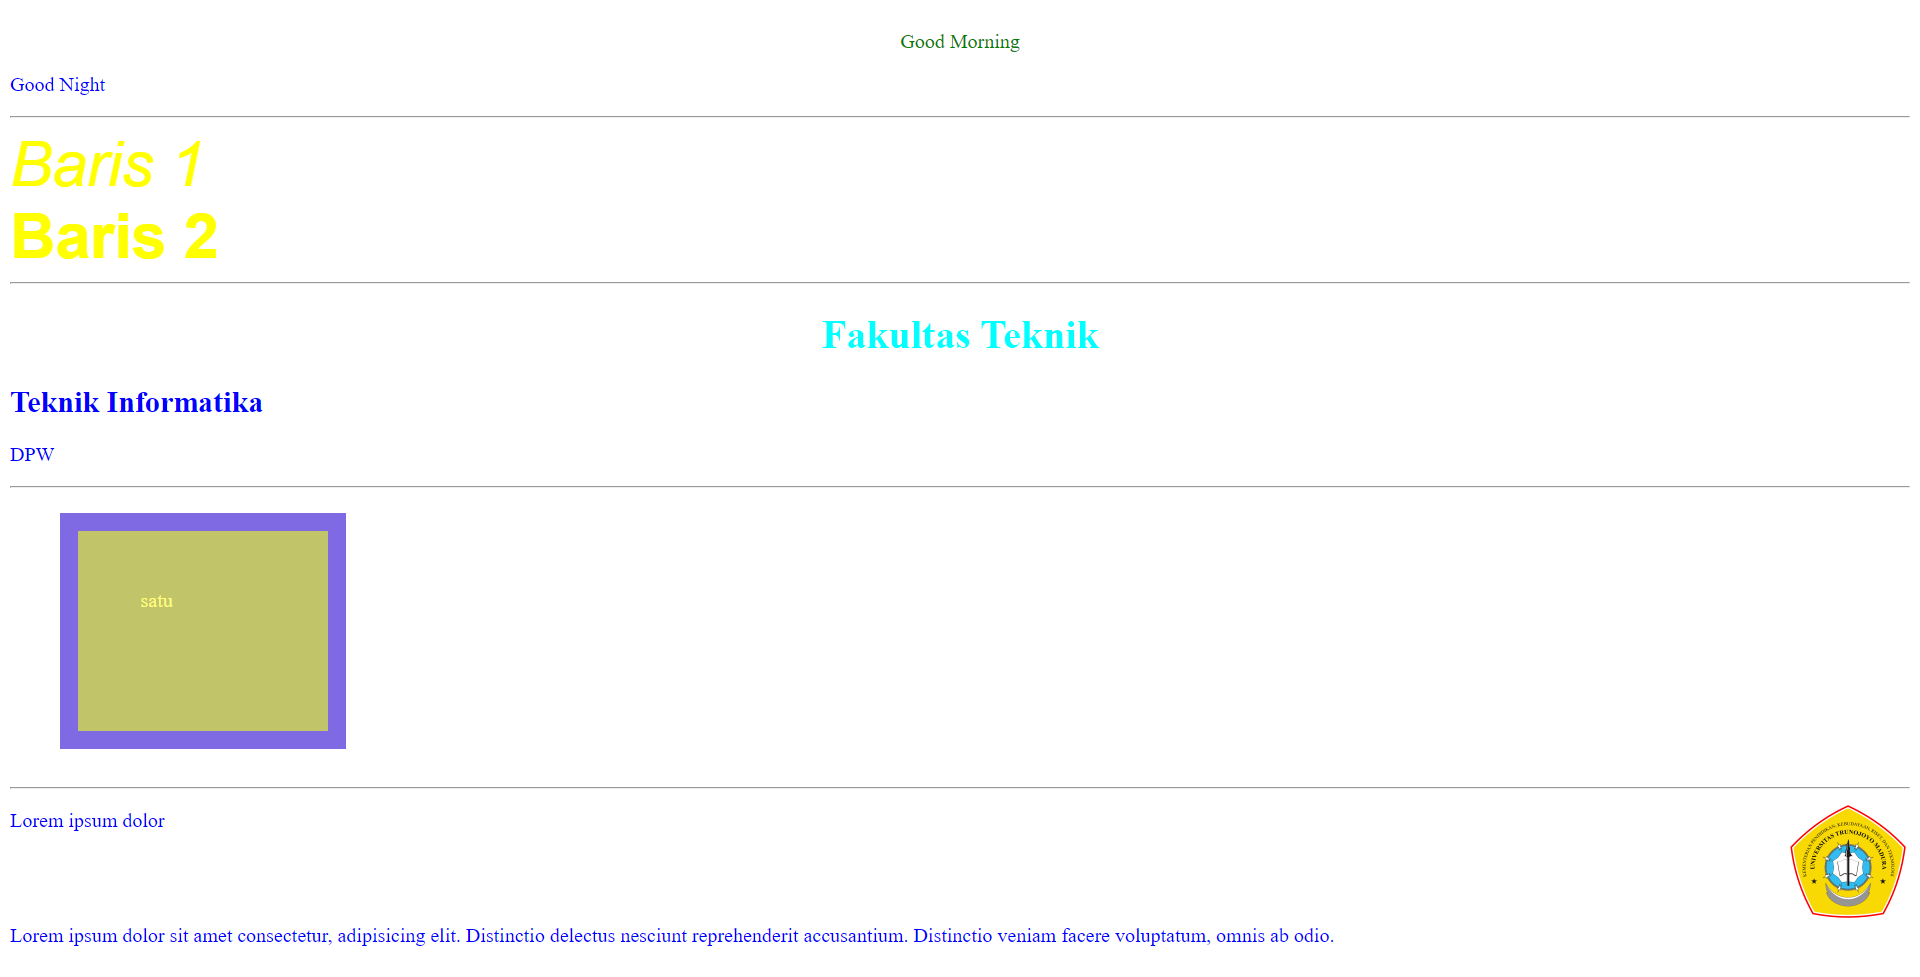 Good Morning
Good Night
Baris 1
Baris 2
Fakultas Teknik
Teknik Informatika
DPW
satu
Lorem ipsum dolor
UNIVERSITAS TRUNOJOYO MADURA
Lorem ipsum dolor sit amet consectetur, adipisicing elit. Distinctio delectus nesciunt reprehenderit accusantium. Distinctio veniam facere voluptatum, omnis ab odio.